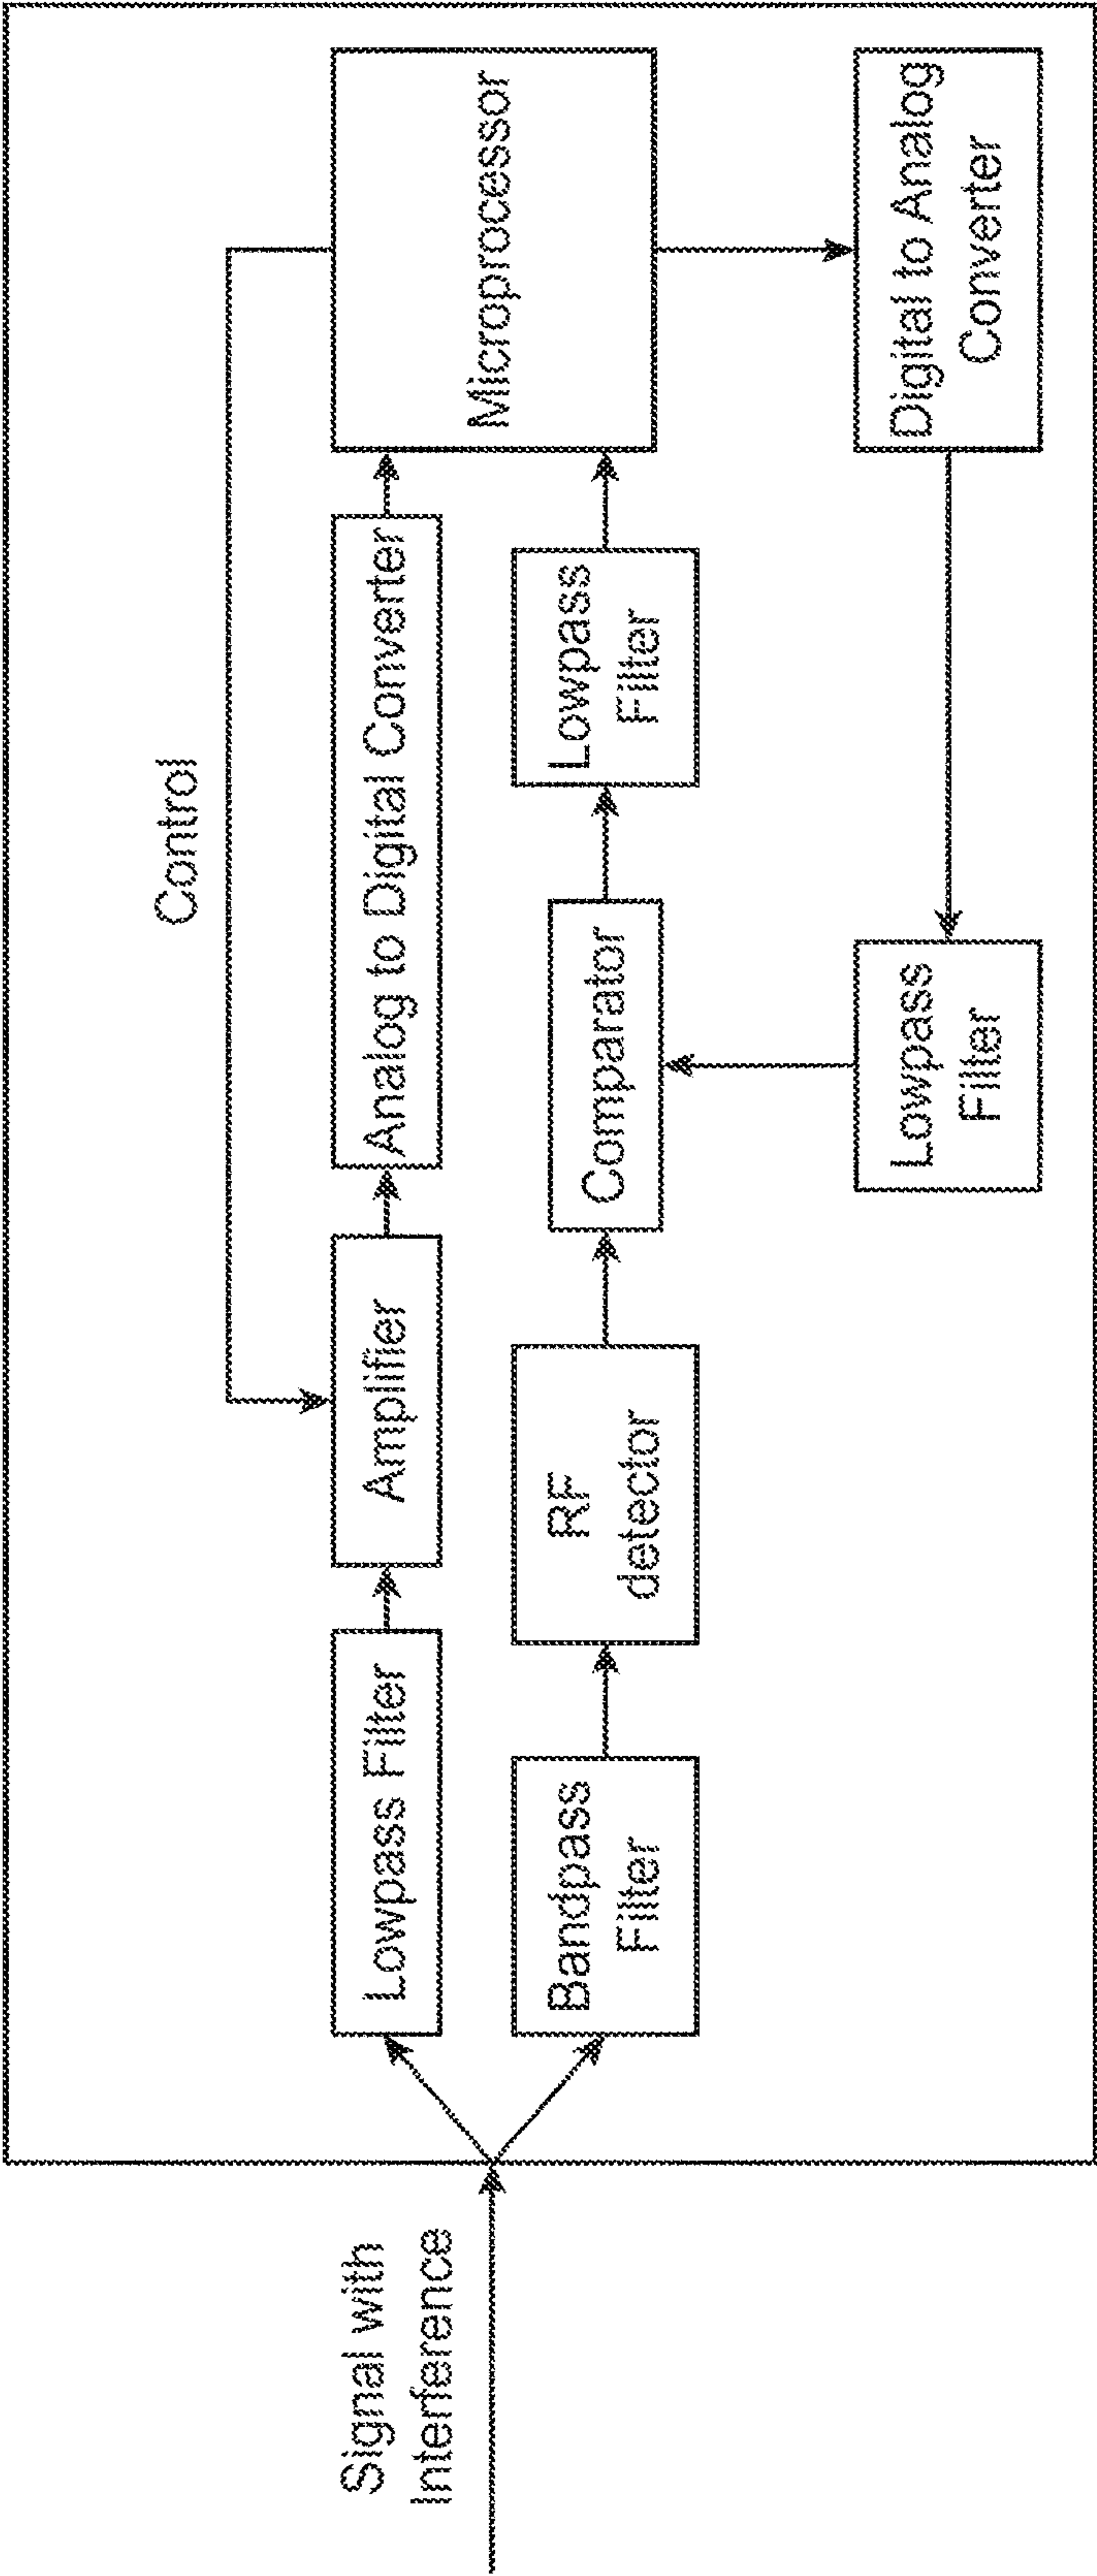 Signal with
Interference
Control
Lowpass Filter
Amplifier
Analog to Digital Converter
Microprocessor
Bandpass
Filter
RF
detector
Comparator
Lowpass
Filter
Lowpass
Filter
Digital to Analog
Converter